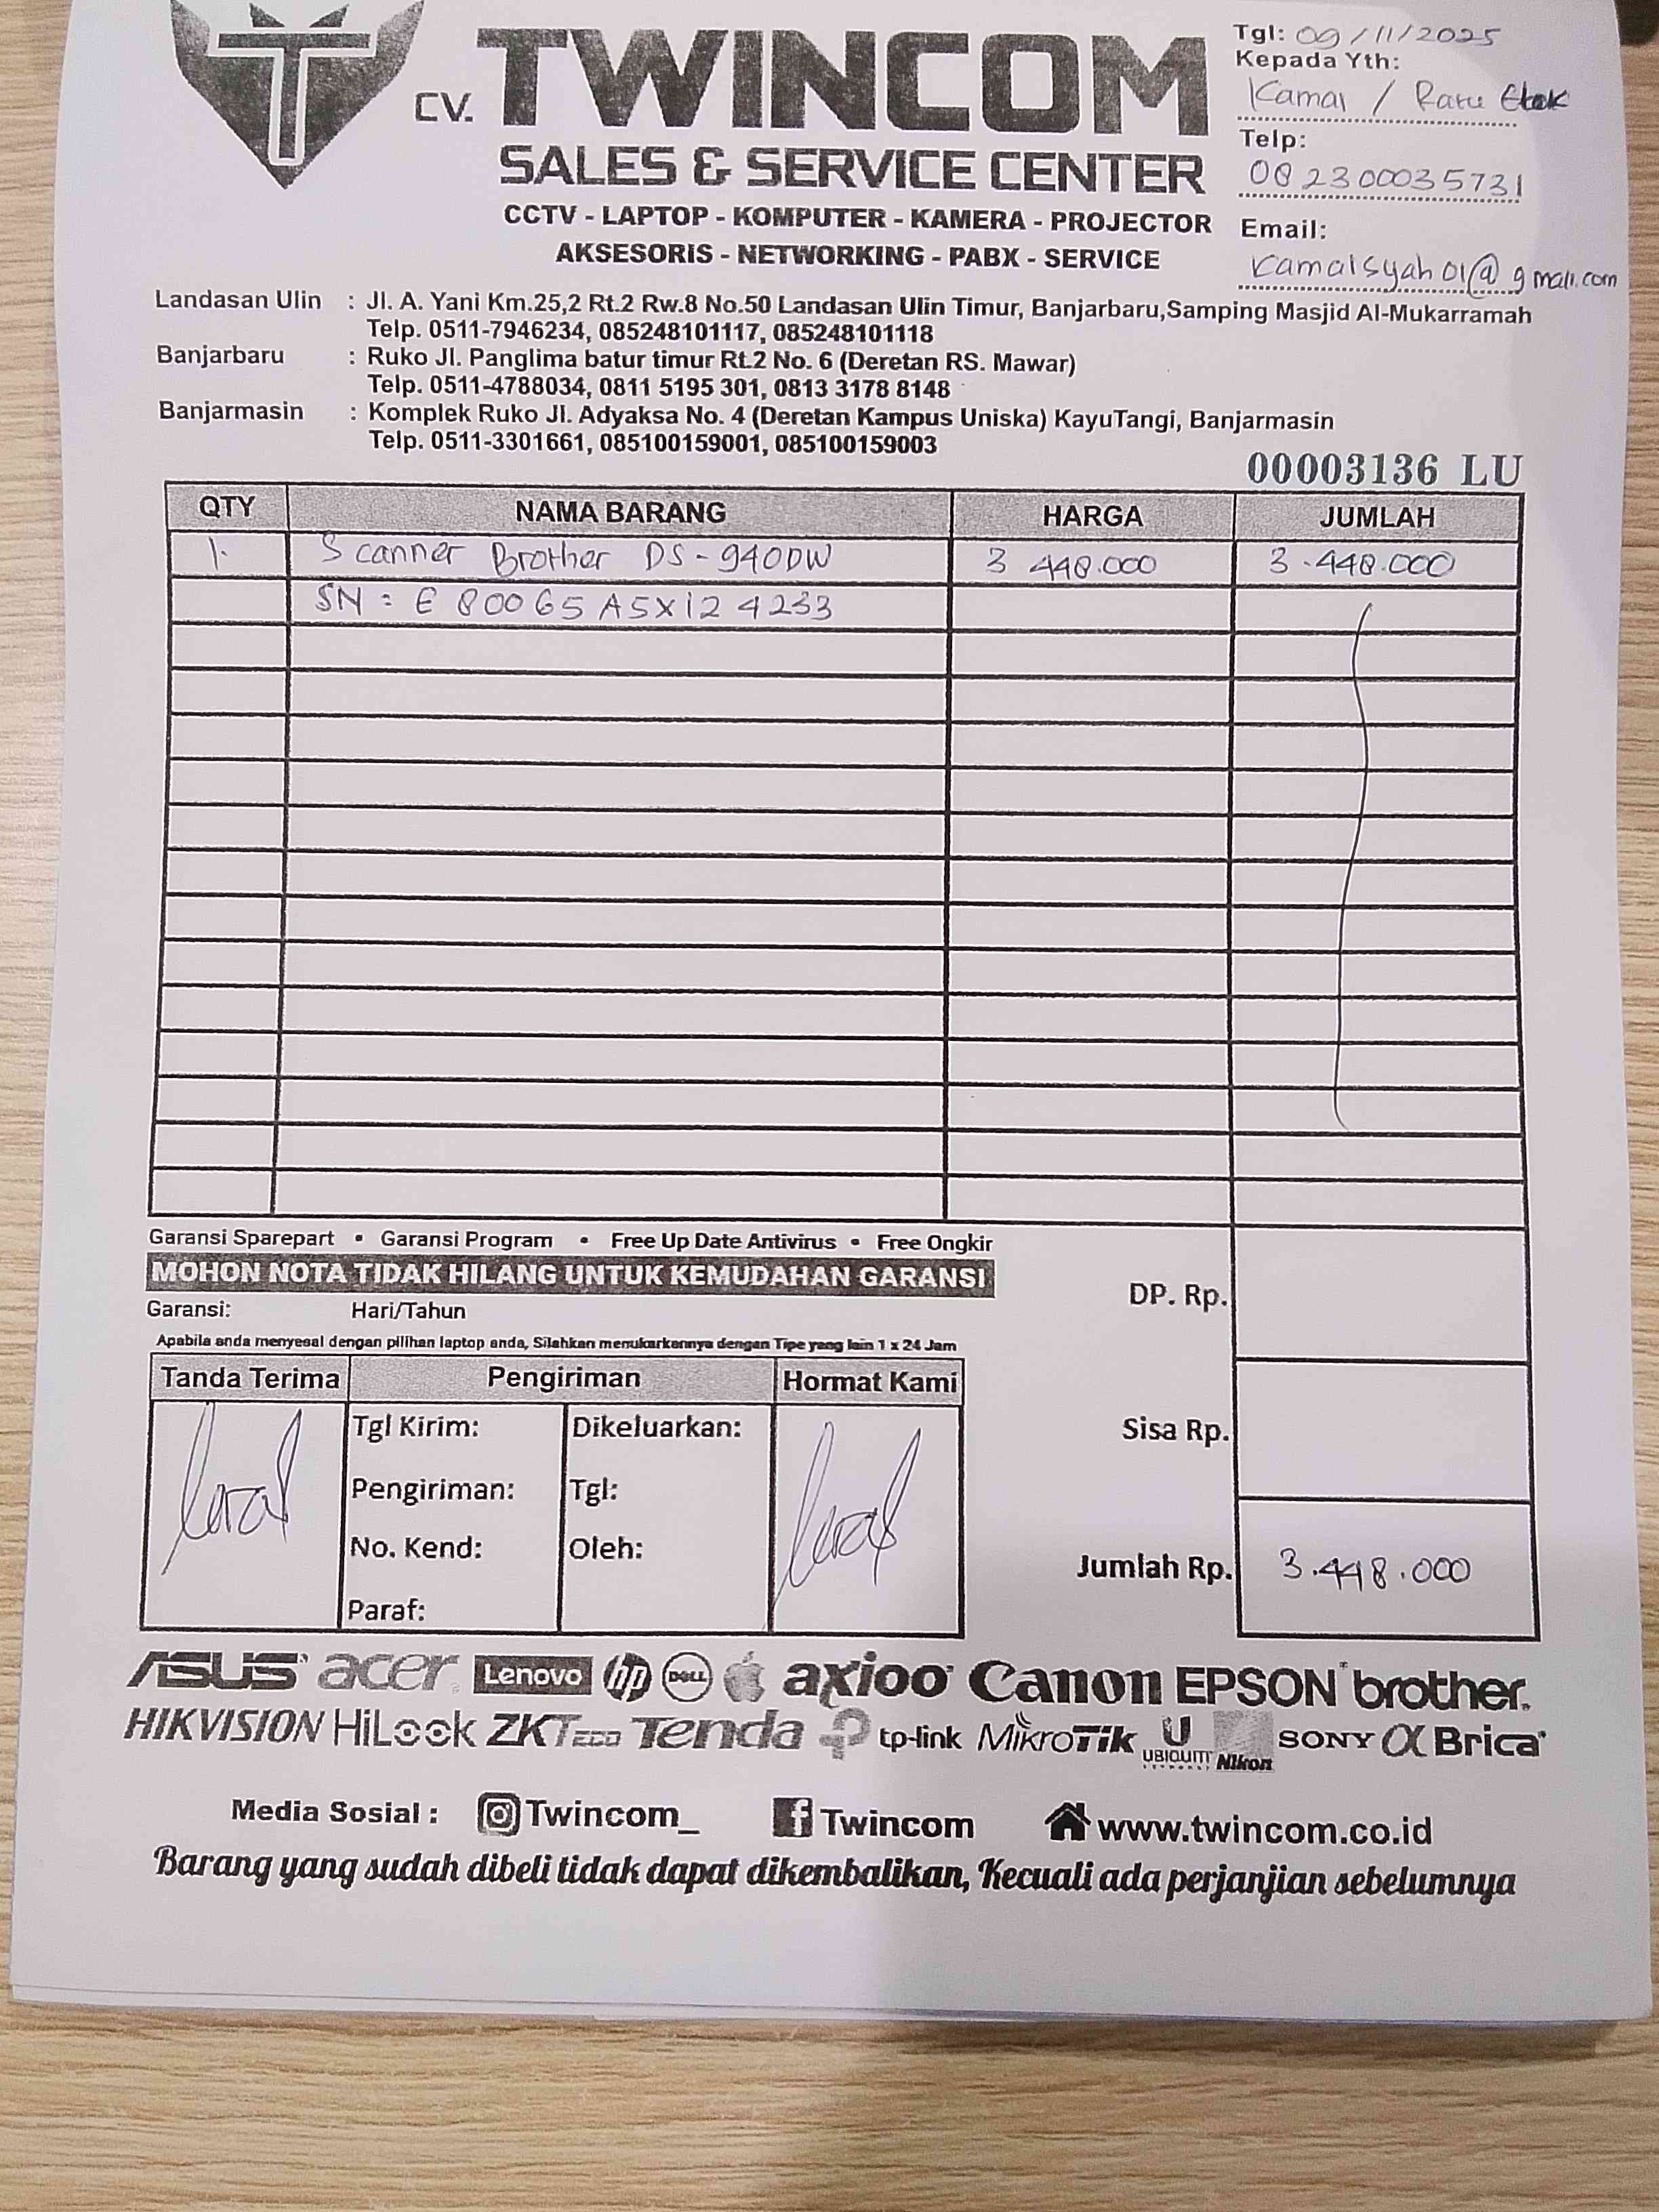 CV. TWINCOM
SALES & SERVICE CENTER
CCTV - LAPTOP - KOMPUTER - KAMERA - PROJECTOR
AKSESORIS - NETWORKING - PABX - SERVICE
Tgl: 09/11/2025
Kepada Yth:
Kamal / Ratu
Telp:
082300035731
Email:
Kamalsyah01@gmail.com
Landasan Ulin : Jl. A. Yani Km.25,2 Rt.2 Rw.8 No.50 Landasan Ulin Timur, Banjarbaru,Samping Masjid Al-Mukarramah
Telp. 0511-7946234, 085248101117, 085248101118
Banjarbaru : Ruko Jl. Panglima batur timur Rt.2 No. 6 (Deretan RS. Mawar)
Telp. 0511-4788034, 0811 5195 301, 0813 3178 8148
Banjarmasin : Komplek Ruko Jl. Adyaksa No. 4 (Deretan Kampus Uniska) KayuTangi, Banjarmasin
Telp. 0511-3301661, 085100159001, 085100159003
00003136 LU
QTY NAMA BARANG HARGA JUMLAH
1. Scanner Brother DS-940DW 3 448.000 3.448.000
SN : E80065A5X124233
Garansi Sparepart • Garansi Program • Free Up Date Antivirus • Free Ongkir
MOHON NOTA TIDAK HILANG UNTUK KEMUDAHAN GARANSI
Garansi: Hari/Tahun
Apabila anda menyesal dengan pilihan laptop anda, Silahkan menukarkannya dengan Tipe yang lain 1 x 24 Jam
DP. Rp.
Sisa Rp.
Jumlah Rp. 3.448.000
Tanda Terima Pengiriman Hormat Kami
Tgl Kirim: Dikeluarkan:
Pengiriman: Tgl:
No. Kend: Oleh:
Paraf:
ASUS acer Lenovo hp DELL axioo Canon EPSON brother
HIKVISION HiLook ZKTeco Tenda tp-link MikroTik UBIQUITI NETWORKS Nikon SONY α Brica
Media Sosial : Twincom_ Twincom www.twincom.co.id
Barang yang sudah dibeli tidak dapat dikembalikan, Kecuali ada perjanjian sebelumnya